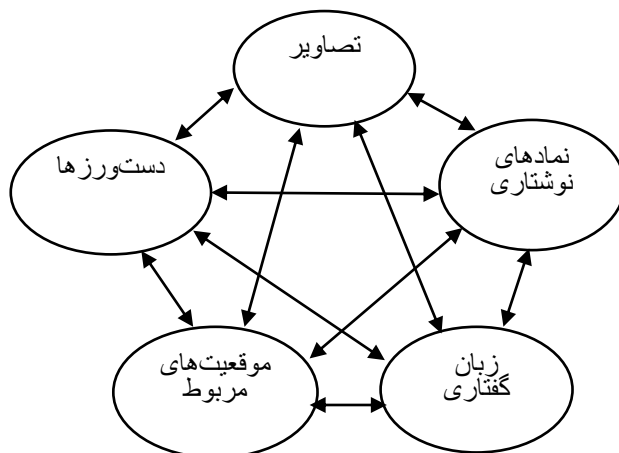 تصاویر
دست‌ورزها
نمادهای
نوشتاری
موقعیت‌های
مربوط
زبان
گفتاری